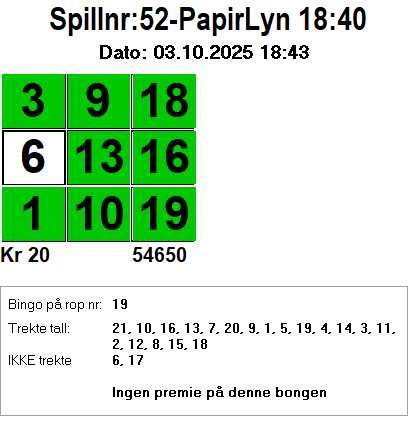 Spillnr:52-PapirLyn 18:40
Dato: 03.10.2025 18:43
3 9 18
6 13 16
1 10 19
Kr 20 54650
Bingo på rop nr: 19
Trekte tall: 21, 10, 16, 13, 7, 20, 9, 1, 5, 19, 4, 14, 3, 11,
2, 12, 8, 15, 18
IKKE trekte 6, 17
Ingen premie på denne bongen